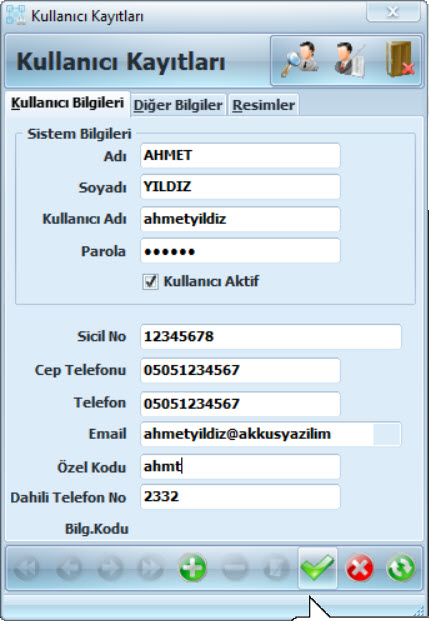 Kullanıcı Kayıtları
Kullanıcı Kayıtları
Kullanıcı Bilgileri Diğer Bilgiler Resimler
Sistem Bilgileri
Adı AHMET
Soyadı YILDIZ
Kullanıcı Adı ahmetyildiz
Parola ••••••
Kullanıcı Aktif
Sicil No 12345678
Cep Telefonu 05051234567
Telefon 05051234567
Email ahmetyildiz@akkusyazilim
Özel Kodu ahmt
Dahili Telefon No 2332
Bilg.Kodu